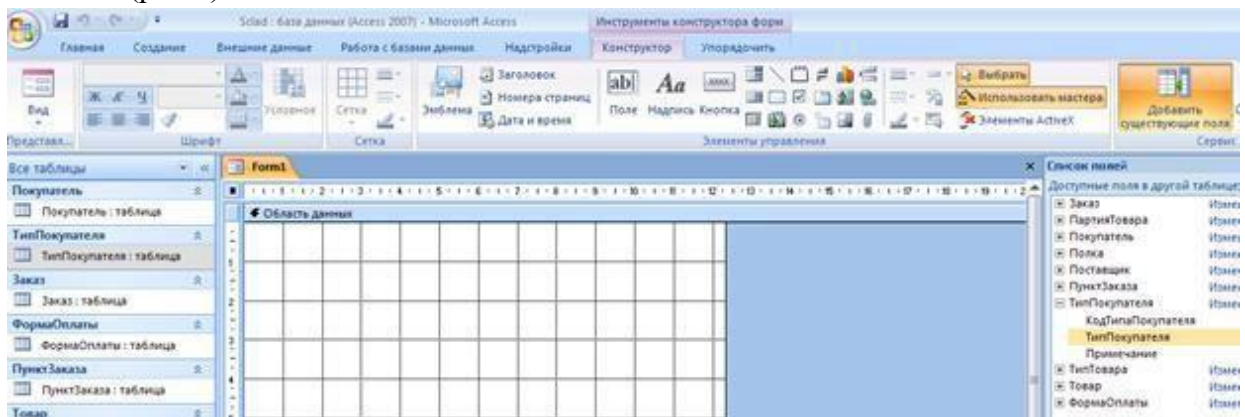 Sclad : база данных (Access 2007) - Microsoft Access
Инструменты конструктора форм
Главная Создание Внешние данные Работа с базами данных Надстройки Конструктор Упорядочить
Вид
Ж К Ч
Условное
Сетка
Эмблема
Заголовок
Номера страниц
Дата и время
ab|
Поле
Aa
Надпись
Кнопка
Выбрать
Использовать мастера
Элементы ActiveX
Добавить
существующие поля
Представл... Шрифт Сетка Элементы управления Сервис
Все таблицы
Покупатель
Покупатель : таблица
ТипПокупателя
ТипПокупателя : таблица
Заказ
Заказ : таблица
ФормаОплаты
ФормаОплаты : таблица
ПунктЗаказа
ПунктЗаказа : таблица
Товар
Form1
Область данных
Список полей
Доступные поля в другой таблице:
Заказ
ПартияТовара
Покупатель
Полка
Поставщик
ПунктЗаказа
ТипПокупателя
КодТипаПокупателя
ТипПокупателя
Примечание
ТипТовара
Товар
ФормаОплаты